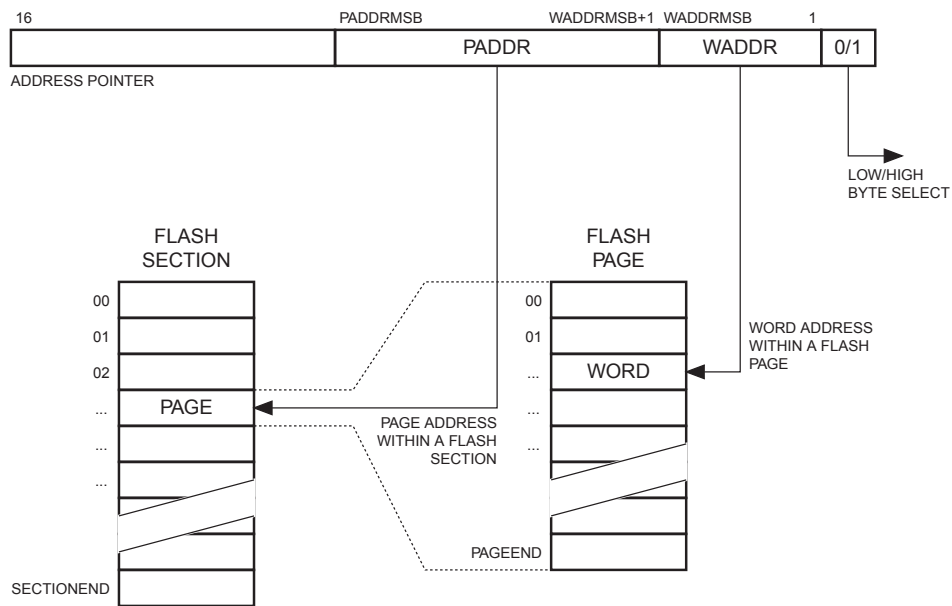 16 PADDRMSB WADDRMSB+1 WADDRMSB 1
PADDR WADDR 0/1
ADDRESS POINTER
LOW/HIGH
BYTE SELECT
FLASH
SECTION
00
01
02
...
PAGE
...
...
SECTIONEND
PAGE ADDRESS
WITHIN A FLASH
SECTION
FLASH
PAGE
00
01
...
WORD
...
...
PAGEEND
WORD ADDRESS
WITHIN A FLASH
PAGE